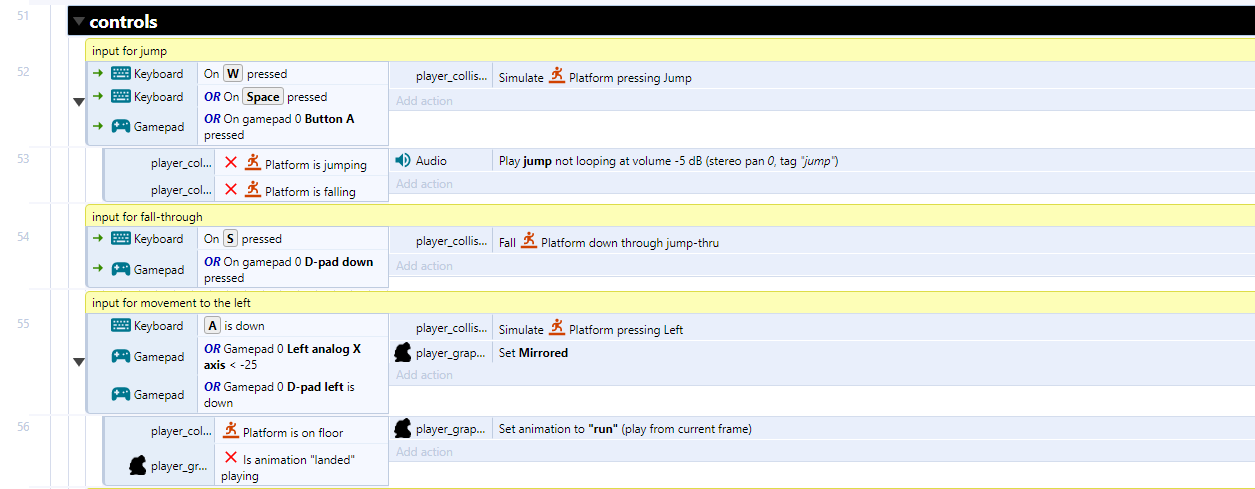 51
controls
input for jump
52
Keyboard On W pressed
player_collis... Simulate Platform pressing Jump
Keyboard OR On Space pressed
Add action
Gamepad OR On gamepad 0 Button A
pressed
53
player_col... Platform is jumping
Audio Play jump not looping at volume -5 dB (stereo pan 0, tag "jump")
player_col... Platform is falling
Add action
input for fall-through
54
Keyboard On S pressed
player_collis... Fall Platform down through jump-thru
Gamepad OR On gamepad 0 D-pad down
pressed
Add action
input for movement to the left
55
Keyboard A is down
player_collis... Simulate Platform pressing Left
Gamepad OR Gamepad 0 Left analog X
axis < -25
player_grap... Set Mirrored
Add action
Gamepad OR Gamepad 0 D-pad left is
down
56
player_col... Platform is on floor
player_grap... Set animation to "run" (play from current frame)
player_gr... Is animation "landed"
playing
Add action